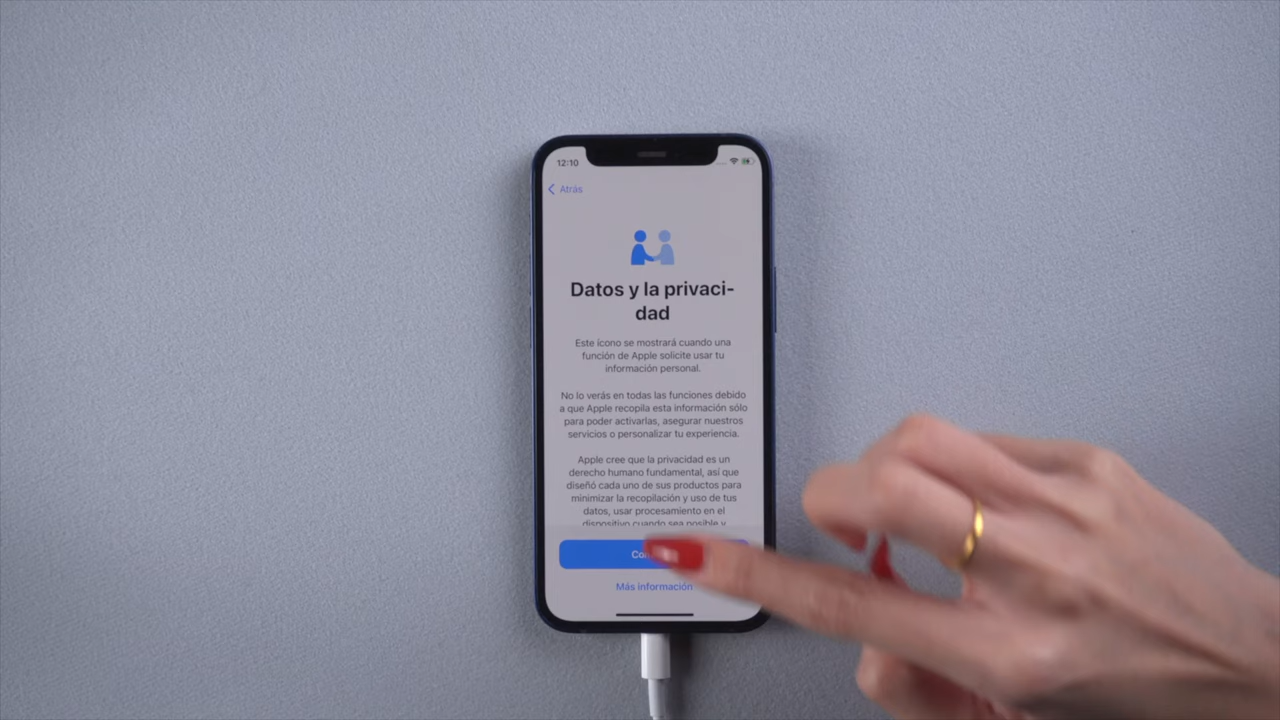 12:10
Atrás
Datos y la privaci-
dad
Este ícono se mostrará cuando una
función de Apple solicite usar tu
información personal.
No lo verás en todas las funciones debido
a que Apple recopila esta información sólo
para poder activarlas, asegurar nuestros
servicios o personalizar tu experiencia.
Apple cree que la privacidad es un
derecho humano fundamental, así que
diseñó cada uno de sus productos para
minimizar la recopilación y uso de tus
datos, usar procesamiento en el
dispositivo cuando sea posible y
Más información